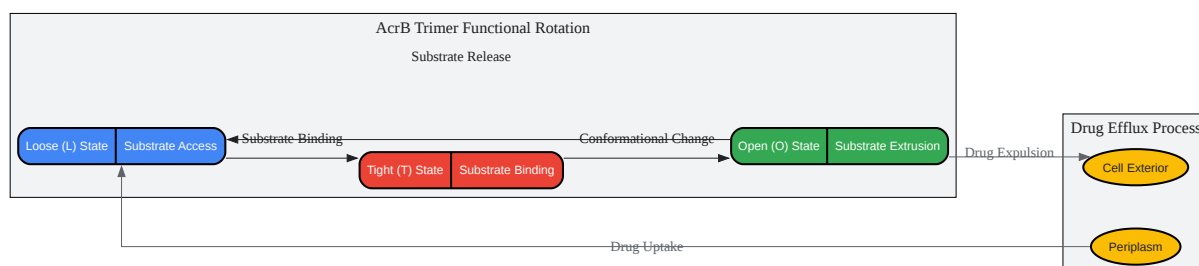 AcrB Trimer Functional Rotation
Substrate Release
Loose (L) State
Substrate Access
Substrate Binding
Tight (T) State
Substrate Binding
Conformational Change
Open (O) State
Substrate Extrusion
Drug Expulsion
Drug Efflux Process
Cell Exterior
Drug Uptake
Periplasm